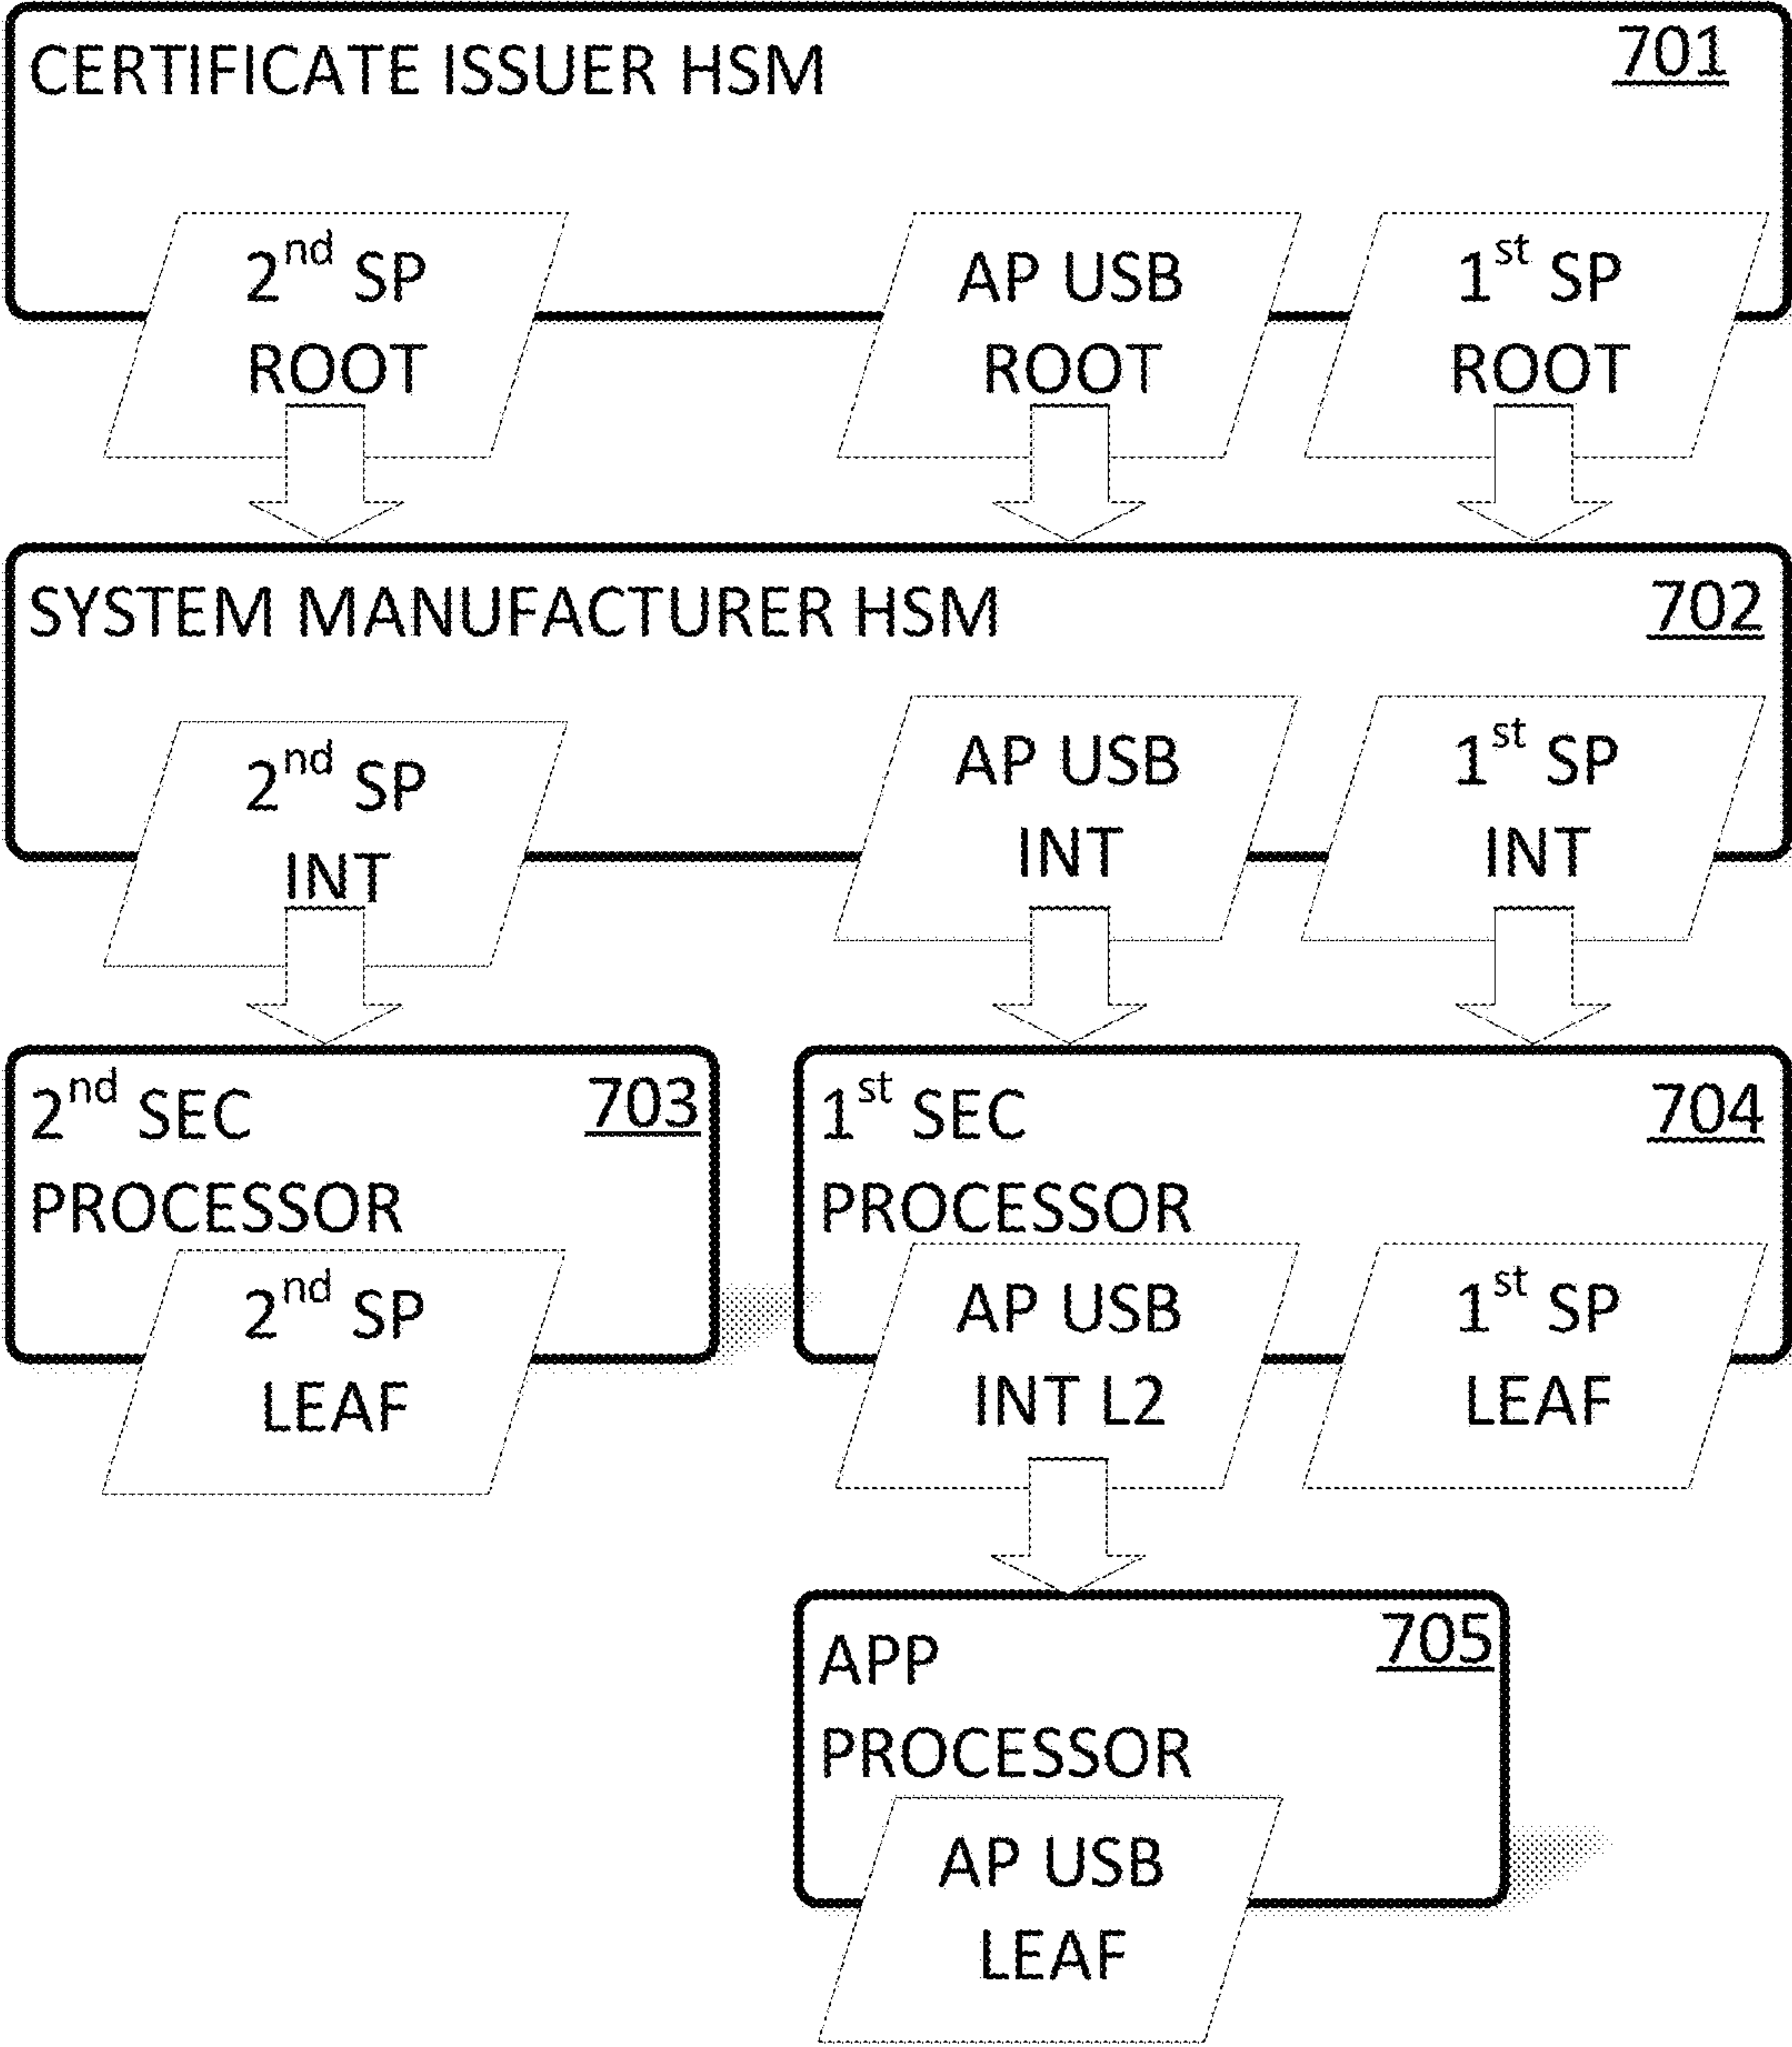 CERTIFICATE ISSUER HSM 701
2nd SP AP USB 1st SP
ROOT ROOT ROOT
SYSTEM MANUFACTURER HSM 702
2nd SP AP USB 1st SP
INT INT INT
2nd SEC 703
PROCESSOR
2nd SP
LEAF
1st SEC 704
PROCESSOR
AP USB 1st SP
INT L2 LEAF
APP 705
PROCESSOR
AP USB
LEAF